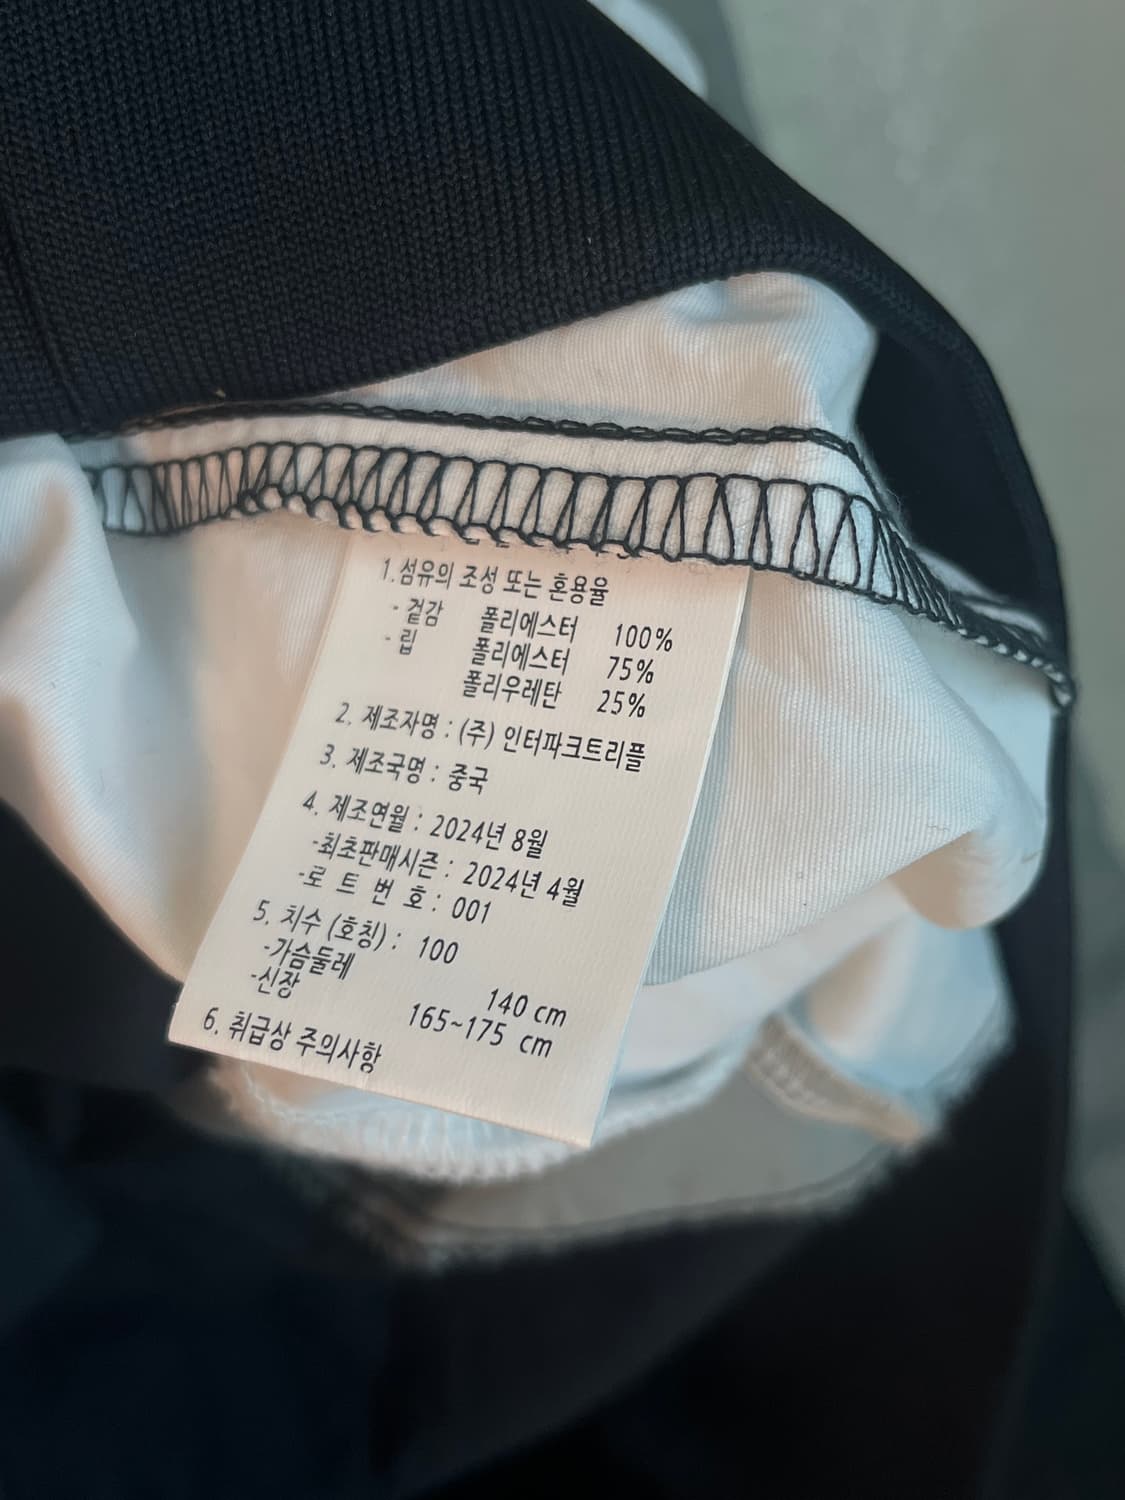 1.섬유의 조성 또는 혼용율
- 겉감 폴리에스터 100%
- 립 폴리에스터 75%
폴리우레탄 25%
2. 제조자명 : (주) 인터파크트리플
3. 제조국명 : 중국
4. 제조연월 : 2024년 8월
-최초판매시즌 : 2024년 4월
-로 트 번 호 : 001
5. 치수 (호칭) : 100
-가슴둘레 140 cm
-신장 165~175 cm
6. 취급상 주의사항